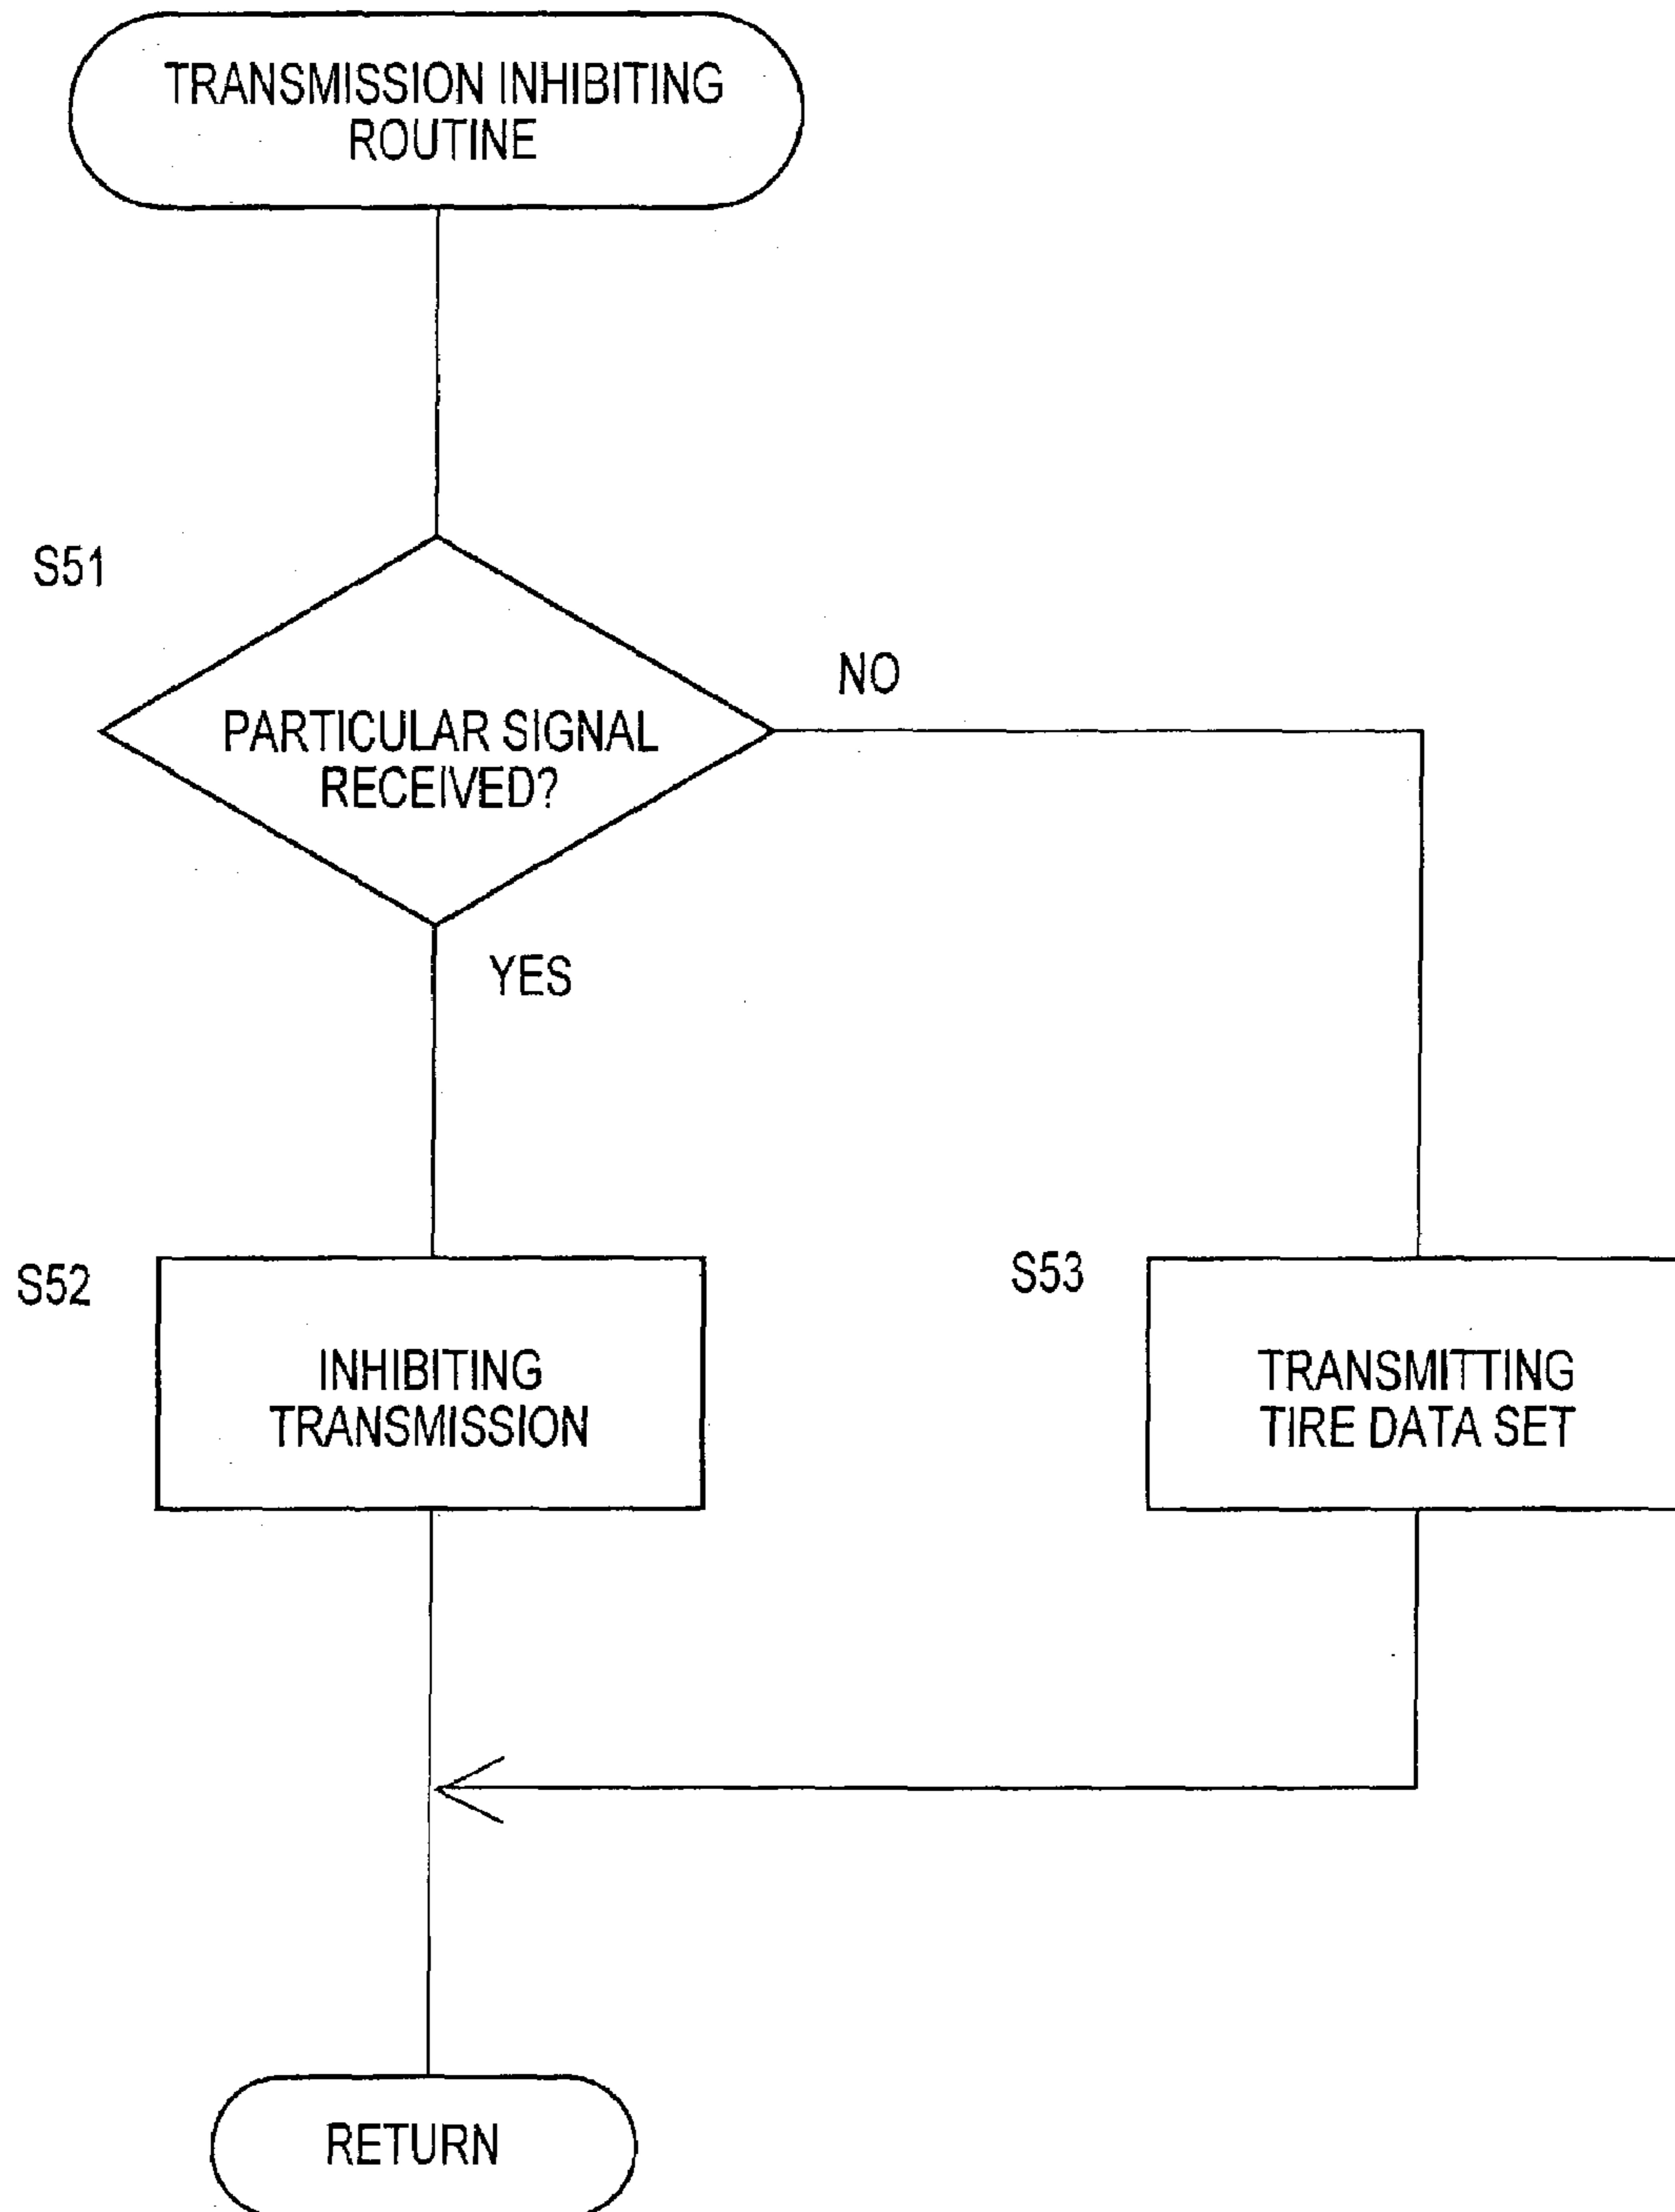 TRANSMISSION INHIBITING
ROUTINE
S51
PARTICULAR SIGNAL
RECEIVED?
NO
YES
S52
INHIBITING
TRANSMISSION
S53
TRANSMITTING
TIRE DATA SET
RETURN